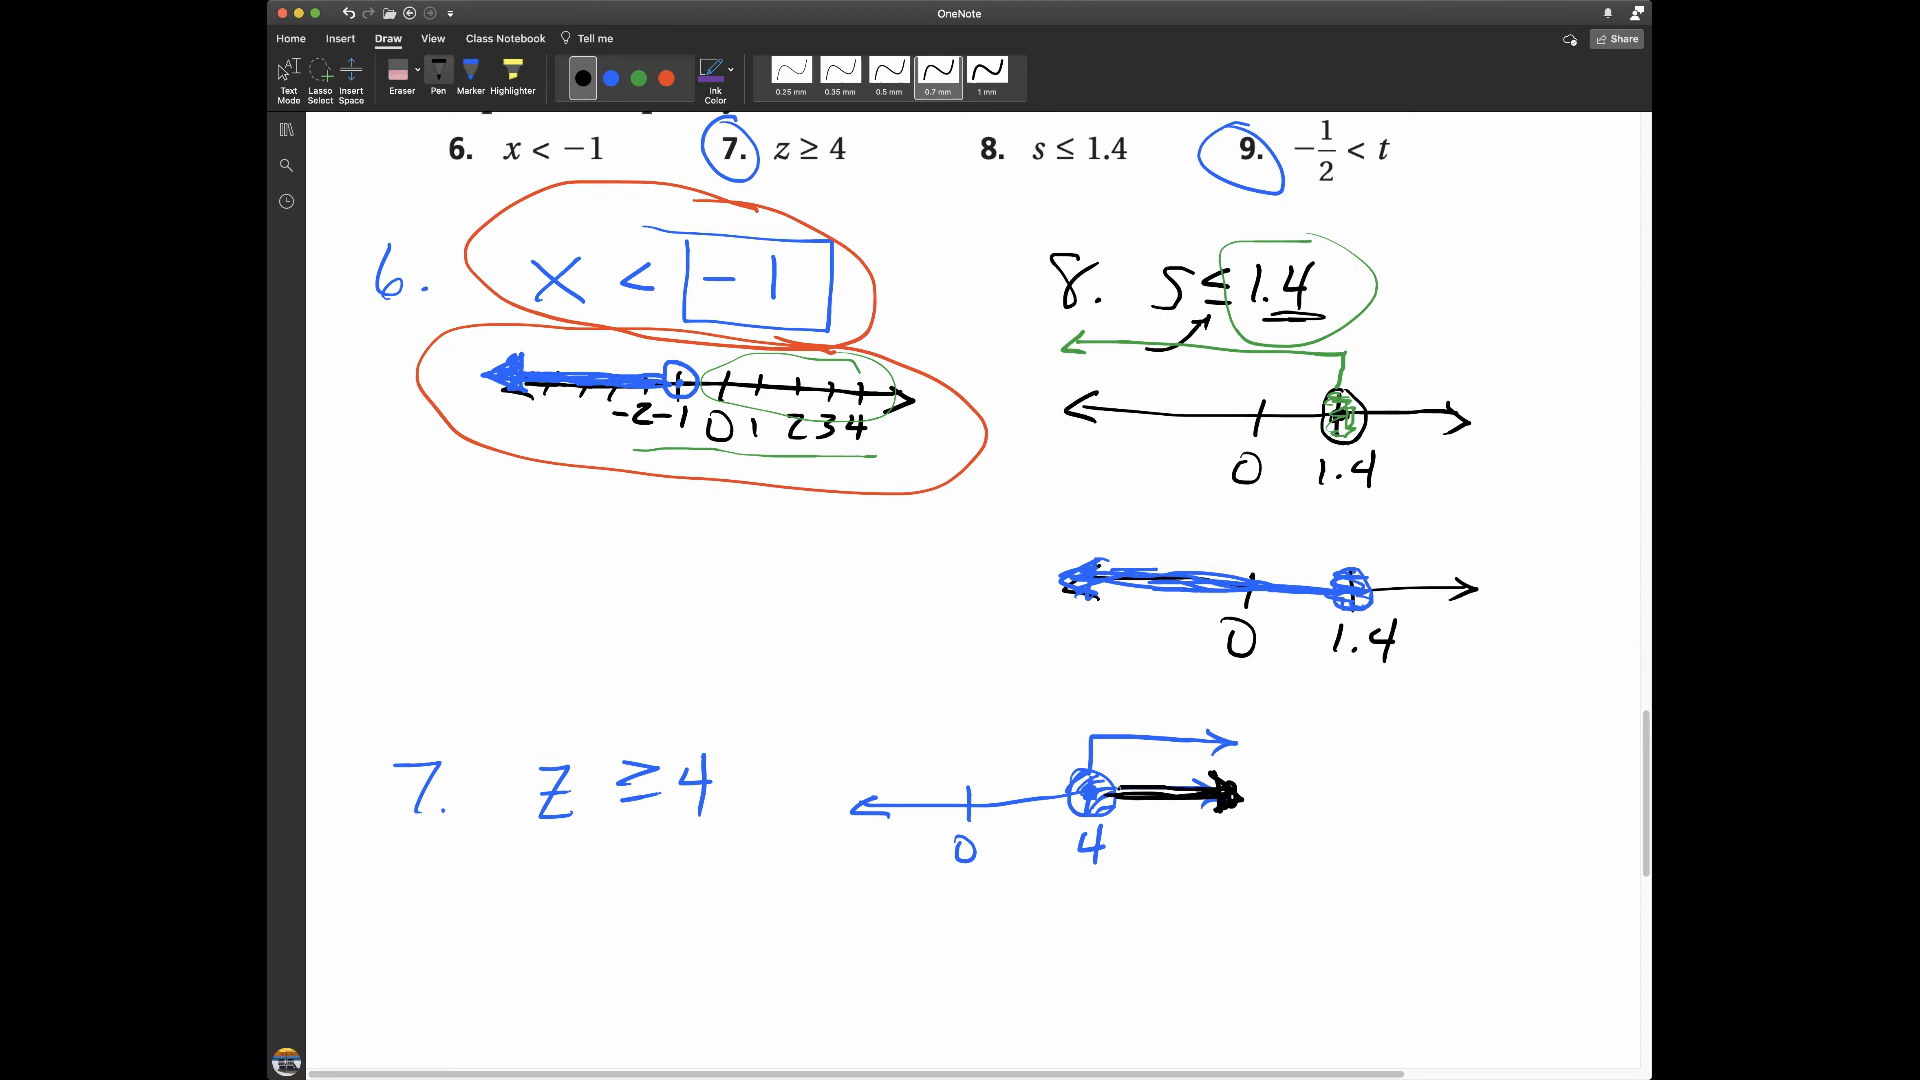 OneNote
Home Insert Draw View Class Notebook Tell me
Share
Text Mode
Lasso Select
Insert Space
Eraser
Pen
Marker
Highlighter
Ink Color
0.25 mm 0.35 mm 0.5 mm 0.7 mm 1 mm
6. x < −1 7. z ≥ 4 8. s ≤ 1.4 9. −1/2 < t
6. x < −1
-2 -1 0 1 2 3 4
8. s ≤ 1.4
0 1.4
0 1.4
7. z ≥ 4
0 4